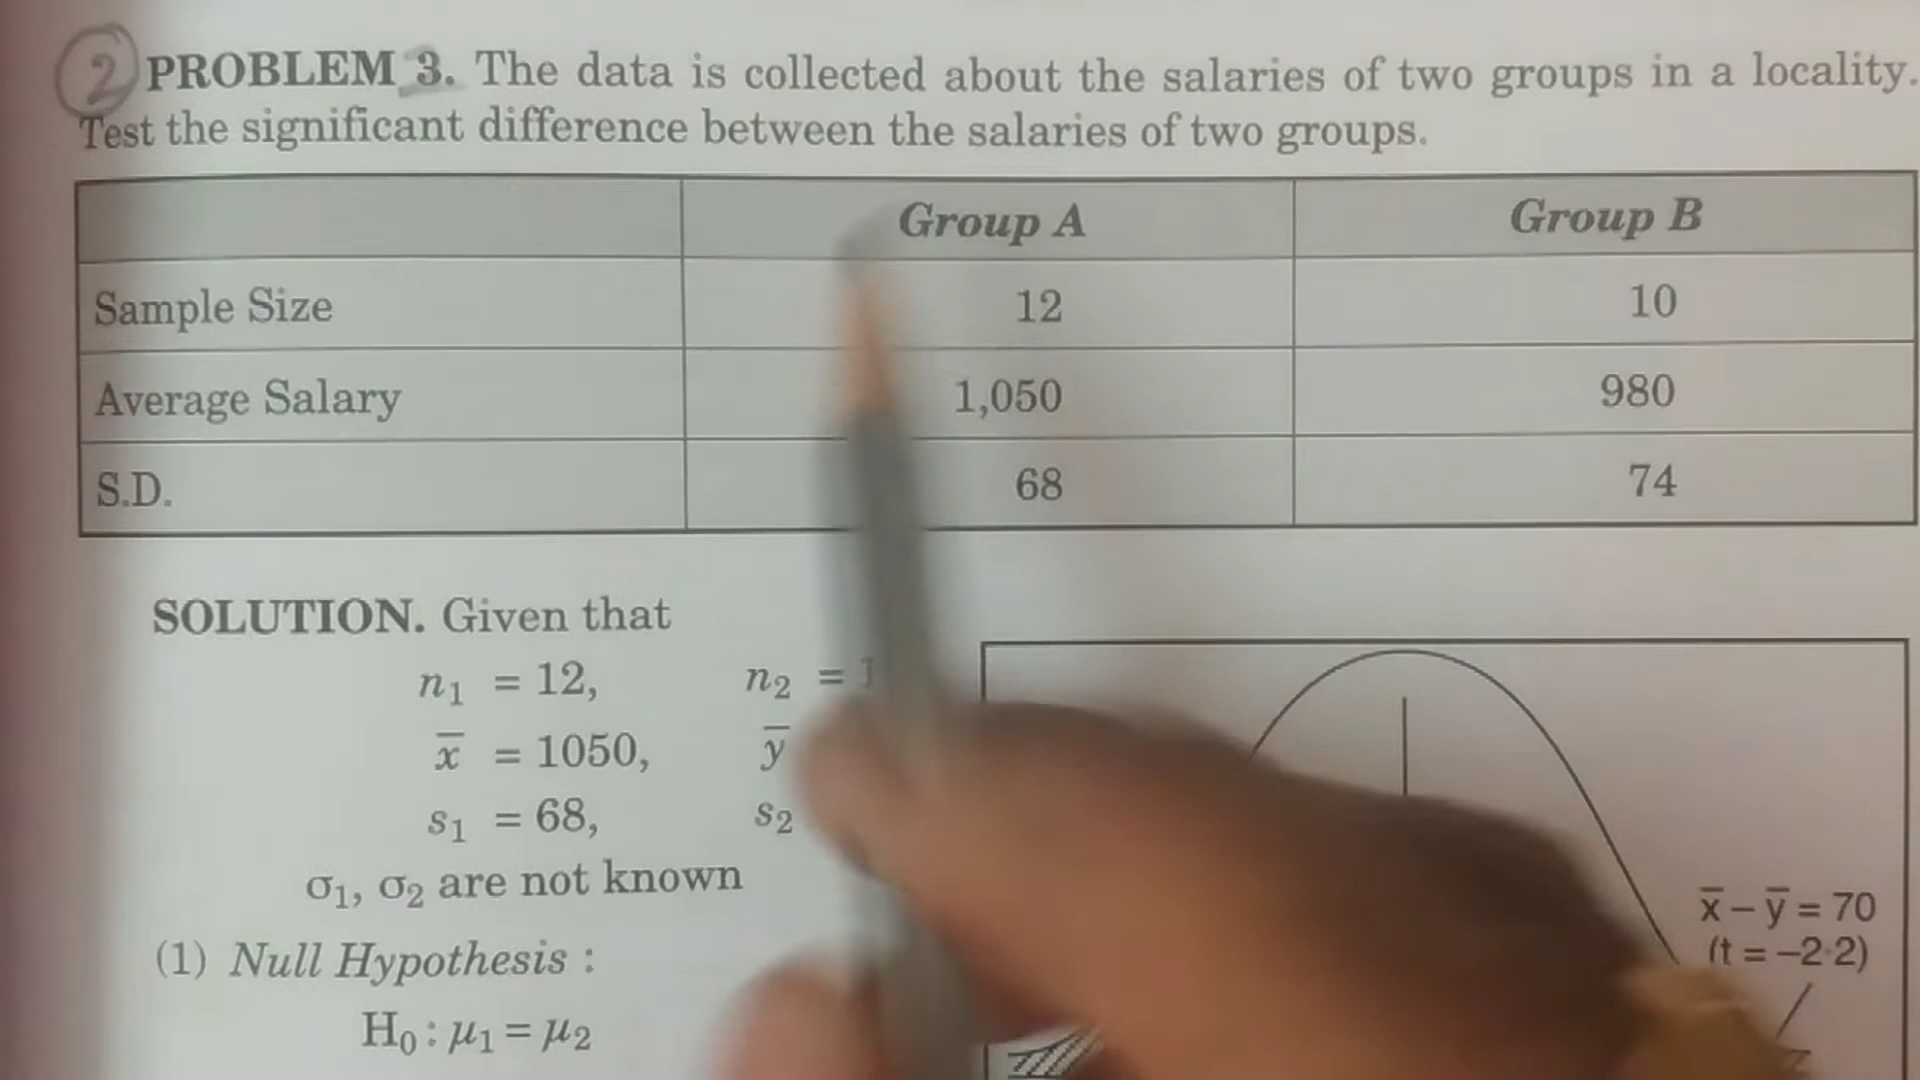 2 PROBLEM 3. The data is collected about the salaries of two groups in a locality.
Test the significant difference between the salaries of two groups.
Group A Group B
Sample Size 12 10
Average Salary 1,050 980
S.D. 68 74
SOLUTION. Given that
n₁ = 12, n₂ = 1
x̅ = 1050, y̅
s₁ = 68, s₂
σ₁, σ₂ are not known
(1) Null Hypothesis :
H₀ : μ₁ = μ₂
x̅ – y̅ = 70
(t = –2·2)